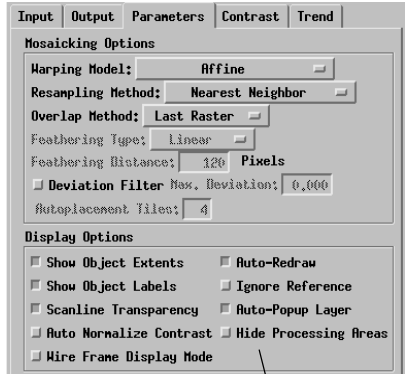 Input Output Parameters Contrast Trend
Mosaicking Options
Warping Model: Affine
Resampling Method: Nearest Neighbor
Overlap Method: Last Raster
Feathering Type: Linear
Feathering Distance: 120 Pixels
Deviation Filter Max. Deviation: 0.000
Autoplacement Tiles: 4
Display Options
Show Object Extents Auto-Redraw
Show Object Labels Ignore Reference
Scanline Transparency Auto-Popup Layer
Auto Normalize Contrast Hide Processing Areas
Wire Frame Display Mode